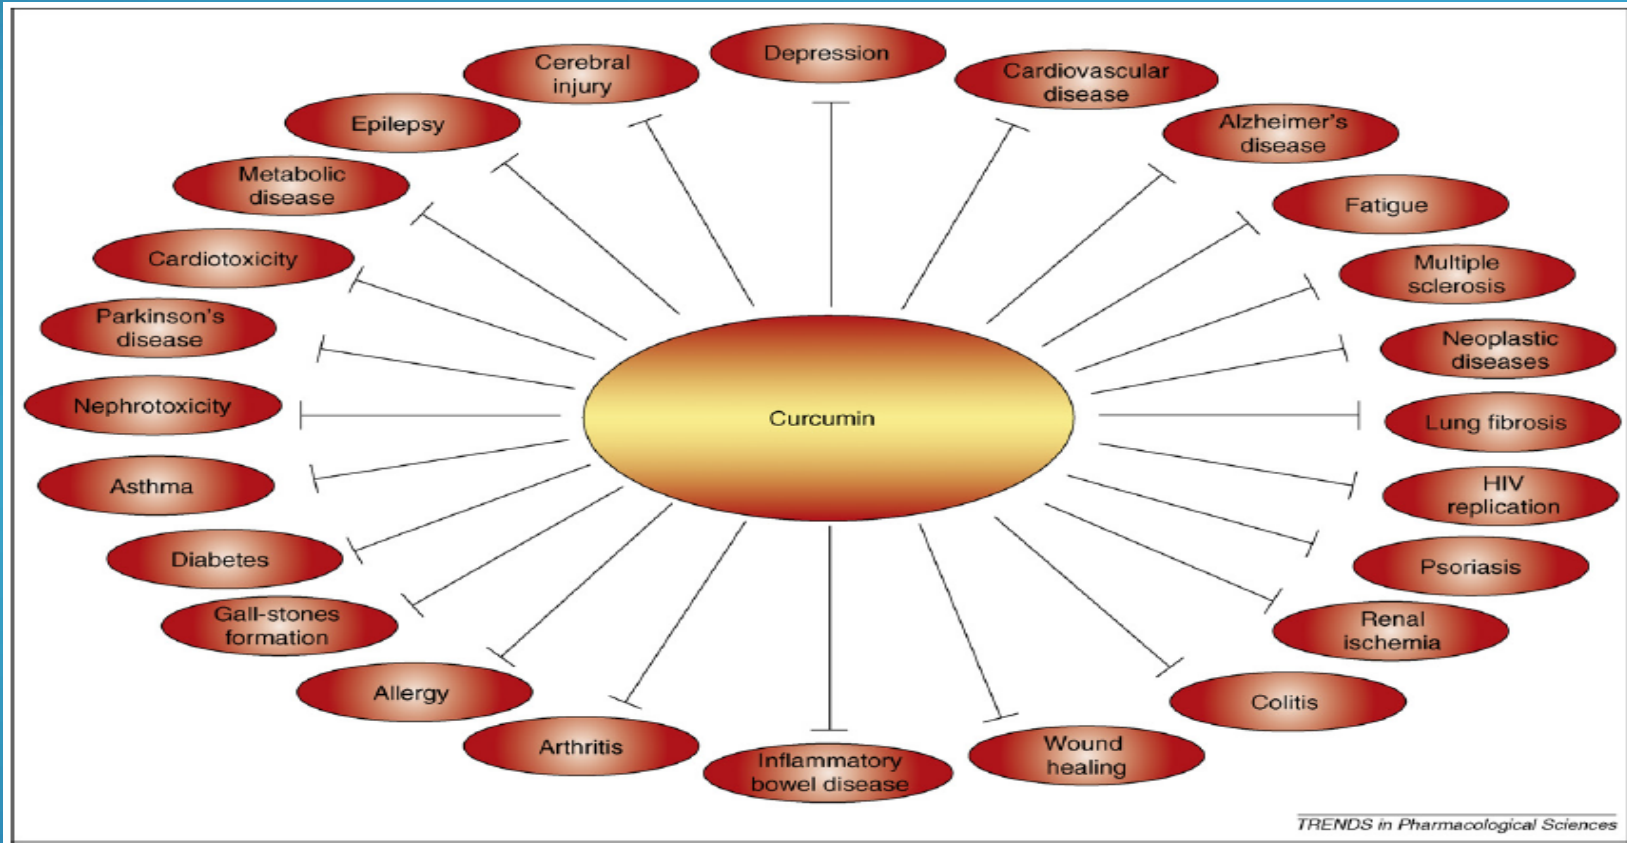 Depression
Cerebral
injury
Cardiovascular
disease
Epilepsy
Alzheimer's
disease
Metabolic
disease
Fatigue
Cardiotoxicity
Multiple
sclerosis
Parkinson's
disease
Neoplastic
diseases
Nephrotoxicity
Curcumin
Lung fibrosis
Asthma
HIV
replication
Diabetes
Psoriasis
Gall-stones
formation
Renal
ischemia
Allergy
Colitis
Arthritis
Inflammatory
bowel disease
Wound
healing
TRENDS in Pharmacological Sciences